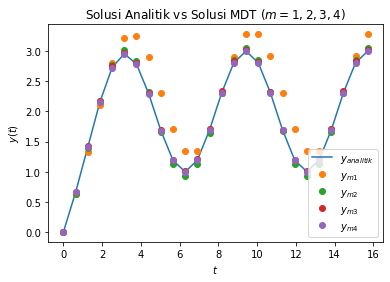 Solusi Analitik vs Solusi MDT (m = 1, 2, 3, 4)
y(t)
3.0
2.5
2.0
1.5
1.0
0.5
0.0
y_analitik
y_m1
y_m2
y_m3
y_m4
0 2 4 6 8 10 12 14 16
t